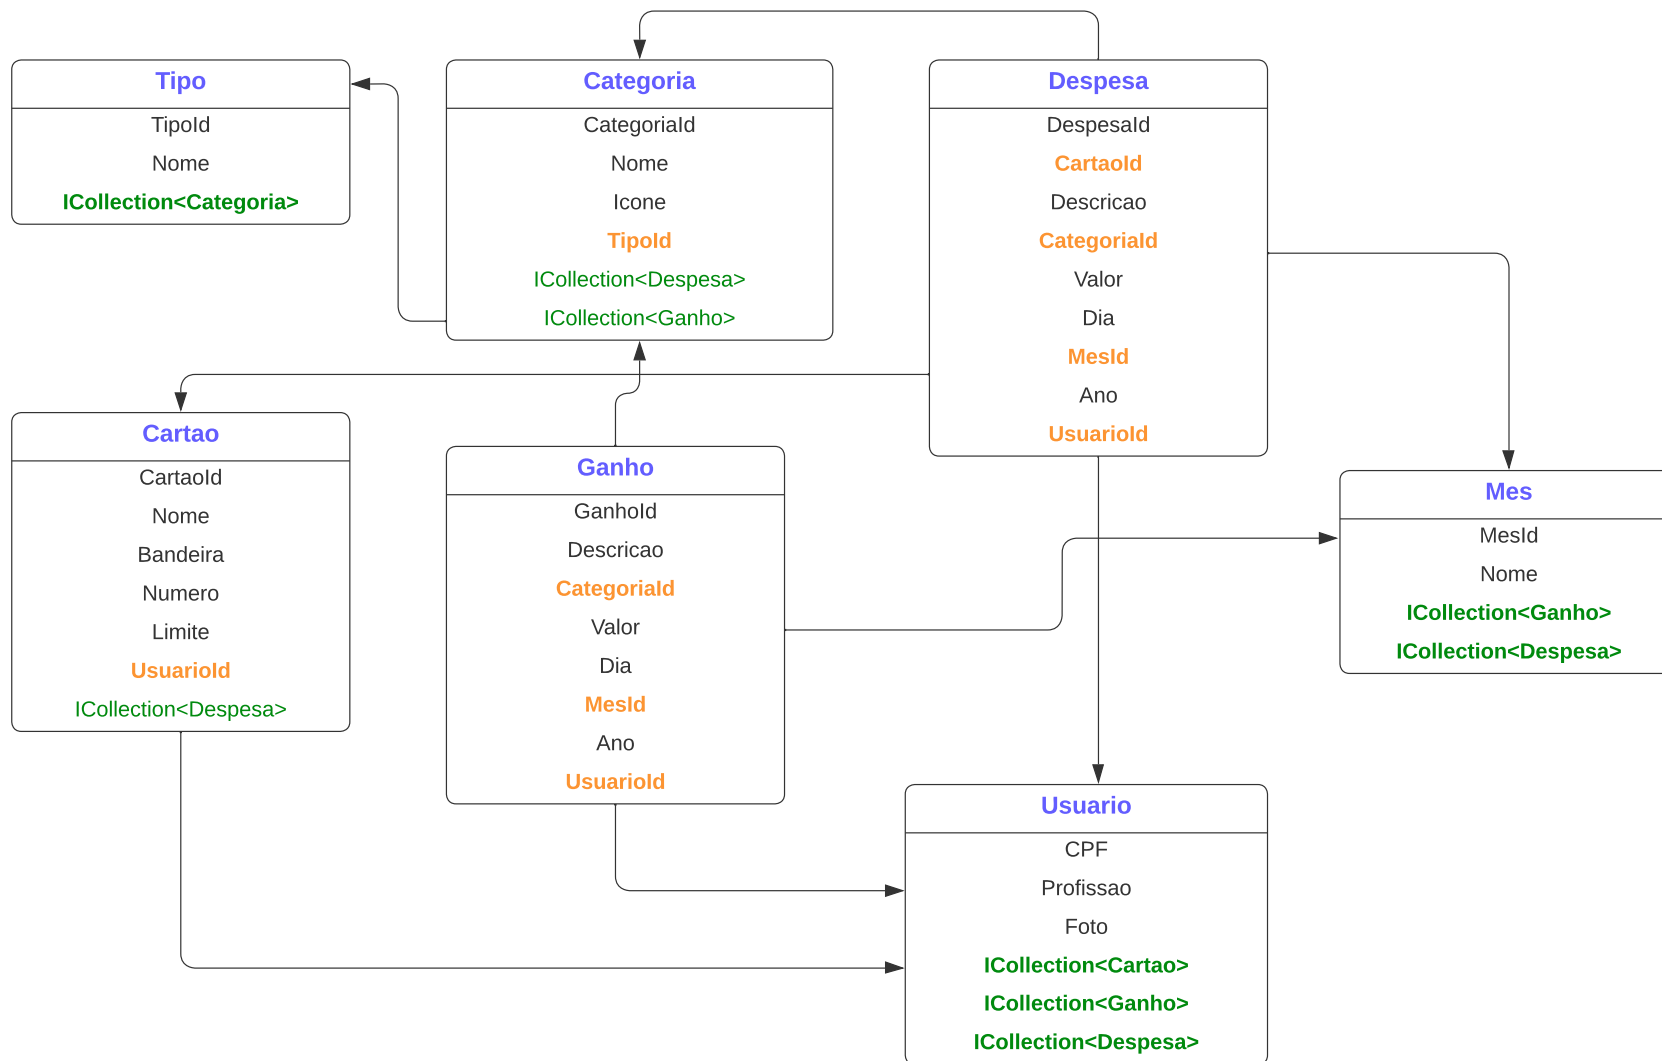 Tipo
TipoId
Nome
ICollection<Categoria>
Categoria
CategoriaId
Nome
Icone
TipoId
ICollection<Despesa>
ICollection<Ganho>
Despesa
DespesaId
CartaoId
Descricao
CategoriaId
Valor
Dia
MesId
Ano
UsuarioId
Cartao
CartaoId
Nome
Bandeira
Numero
Limite
UsuarioId
ICollection<Despesa>
Ganho
GanhoId
Descricao
CategoriaId
Valor
Dia
MesId
Ano
UsuarioId
Mes
MesId
Nome
ICollection<Ganho>
ICollection<Despesa>
Usuario
CPF
Profissao
Foto
ICollection<Cartao>
ICollection<Ganho>
ICollection<Despesa>